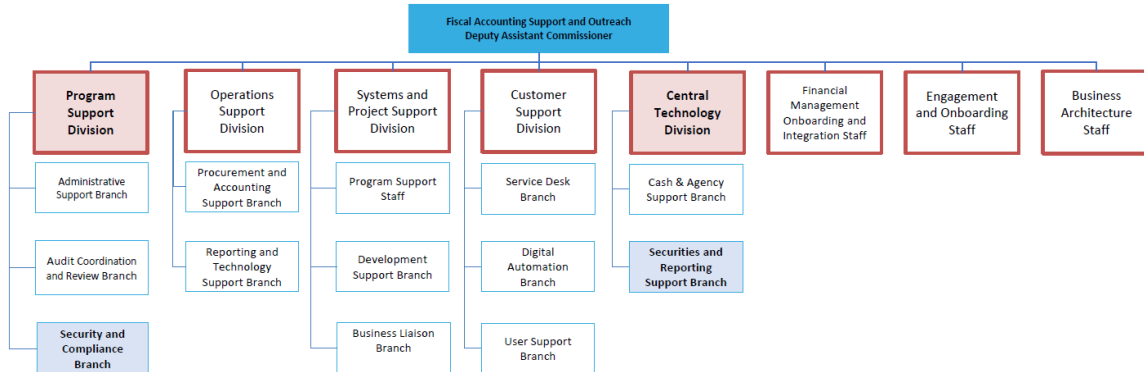 Fiscal Accounting Support and Outreach
Deputy Assistant Commissioner
Program
Support
Division
Operations
Support
Division
Systems and
Project Support
Division
Customer
Support
Division
Central
Technology
Division
Financial
Management
Onboarding and
Integration Staff
Engagement
and Onboarding
Staff
Business
Architecture
Staff
Administrative
Support Branch
Procurement and
Accounting
Support Branch
Program Support
Staff
Service Desk
Branch
Cash & Agency
Support Branch
Audit Coordination
and Review Branch
Reporting and
Technology
Support Branch
Development
Support Branch
Digital
Automation
Branch
Securities and
Reporting
Support Branch
Security and
Compliance
Branch
Business Liaison
Branch
User Support
Branch